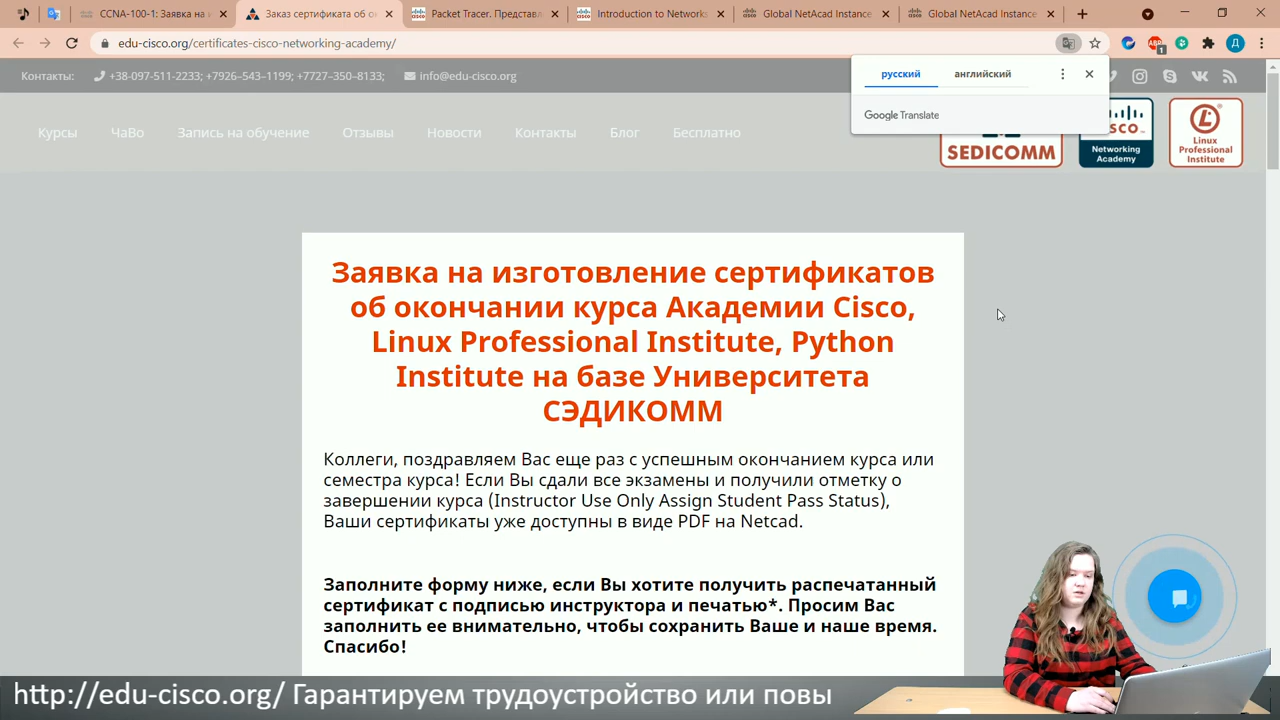 CCNA-100-1: Заявка на
Заказ сертификата об о
Packet Tracer. Представл
Introduction to Networks
Global NetAcad Instance
Global NetAcad Instance
edu-cisco.org/certificates-cisco-networking-academy/
ABP
1
Д
Контакты:
+38-097-511-2233; +7926–543–1199; +7727–350–8133;
info@edu-cisco.org
русский
английский
Google Translate
Курсы
ЧаВо
Запись на обучение
Отзывы
Новости
Контакты
Блог
Бесплатно
SEDICOMM
Networking
Academy
Linux
Professional
Institute
Заявка на изготовление сертификатов
об окончании курса Академии Cisco,
Linux Professional Institute, Python
Institute на базе Университета
СЭДИКОММ
Коллеги, поздравляем Вас еще раз с успешным окончанием курса или
семестра курса! Если Вы сдали все экзамены и получили отметку о
завершении курса (Instructor Use Only Assign Student Pass Status),
Ваши сертификаты уже доступны в виде PDF на Netcad.
Заполните форму ниже, если Вы хотите получить распечатанный
сертификат с подписью инструктора и печатью*. Просим Вас
заполнить ее внимательно, чтобы сохранить Ваше и наше время.
Спасибо!
http://edu-cisco.org/ Гарантируем трудоустройство или повы